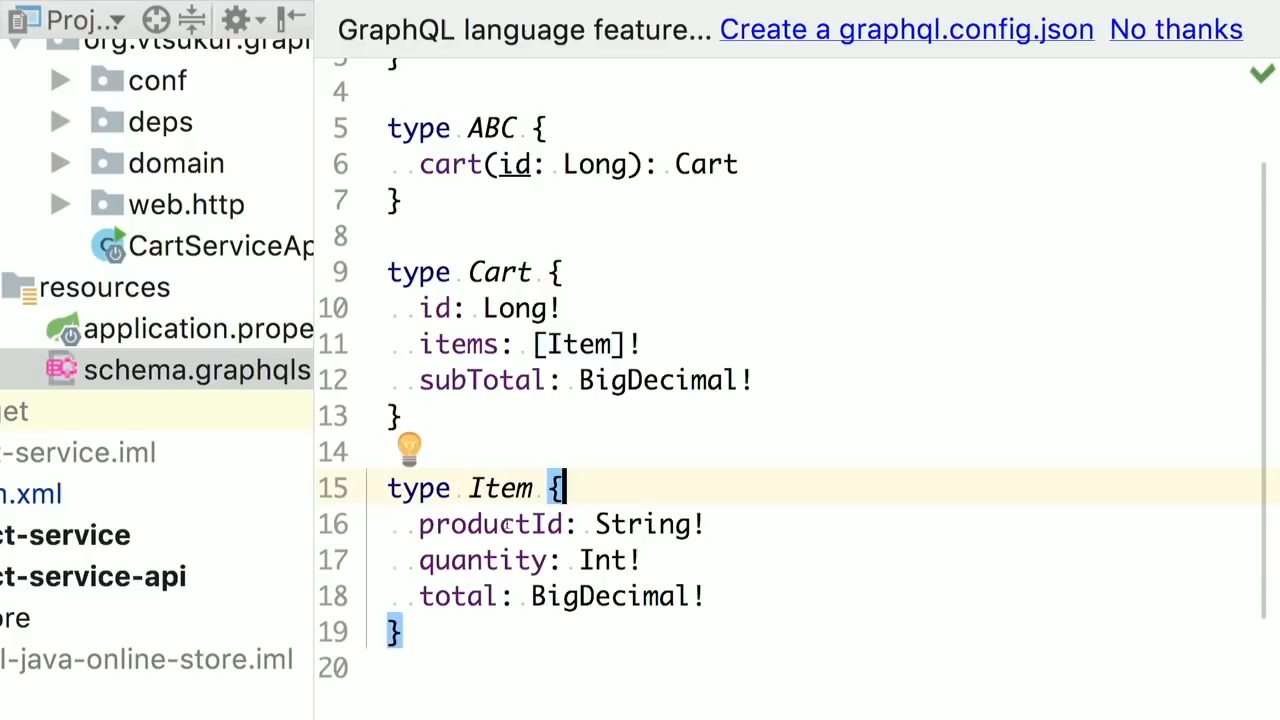 Proj...
GraphQL language feature... Create a graphql.config.json No thanks
conf
deps
domain
web.http
CartServiceAp
resources
application.prope
schema.graphqls
get
t-service.iml
n.xml
ct-service
ct-service-api
ore
l-java-online-store.iml
3 }
4
5 type ABC {
6 cart(id: Long): Cart
7 }
8
9 type Cart {
10 id: Long!
11 items: [Item]!
12 subTotal: BigDecimal!
13 }
14
15 type Item {
16 productId: String!
17 quantity: Int!
18 total: BigDecimal!
19 }
20